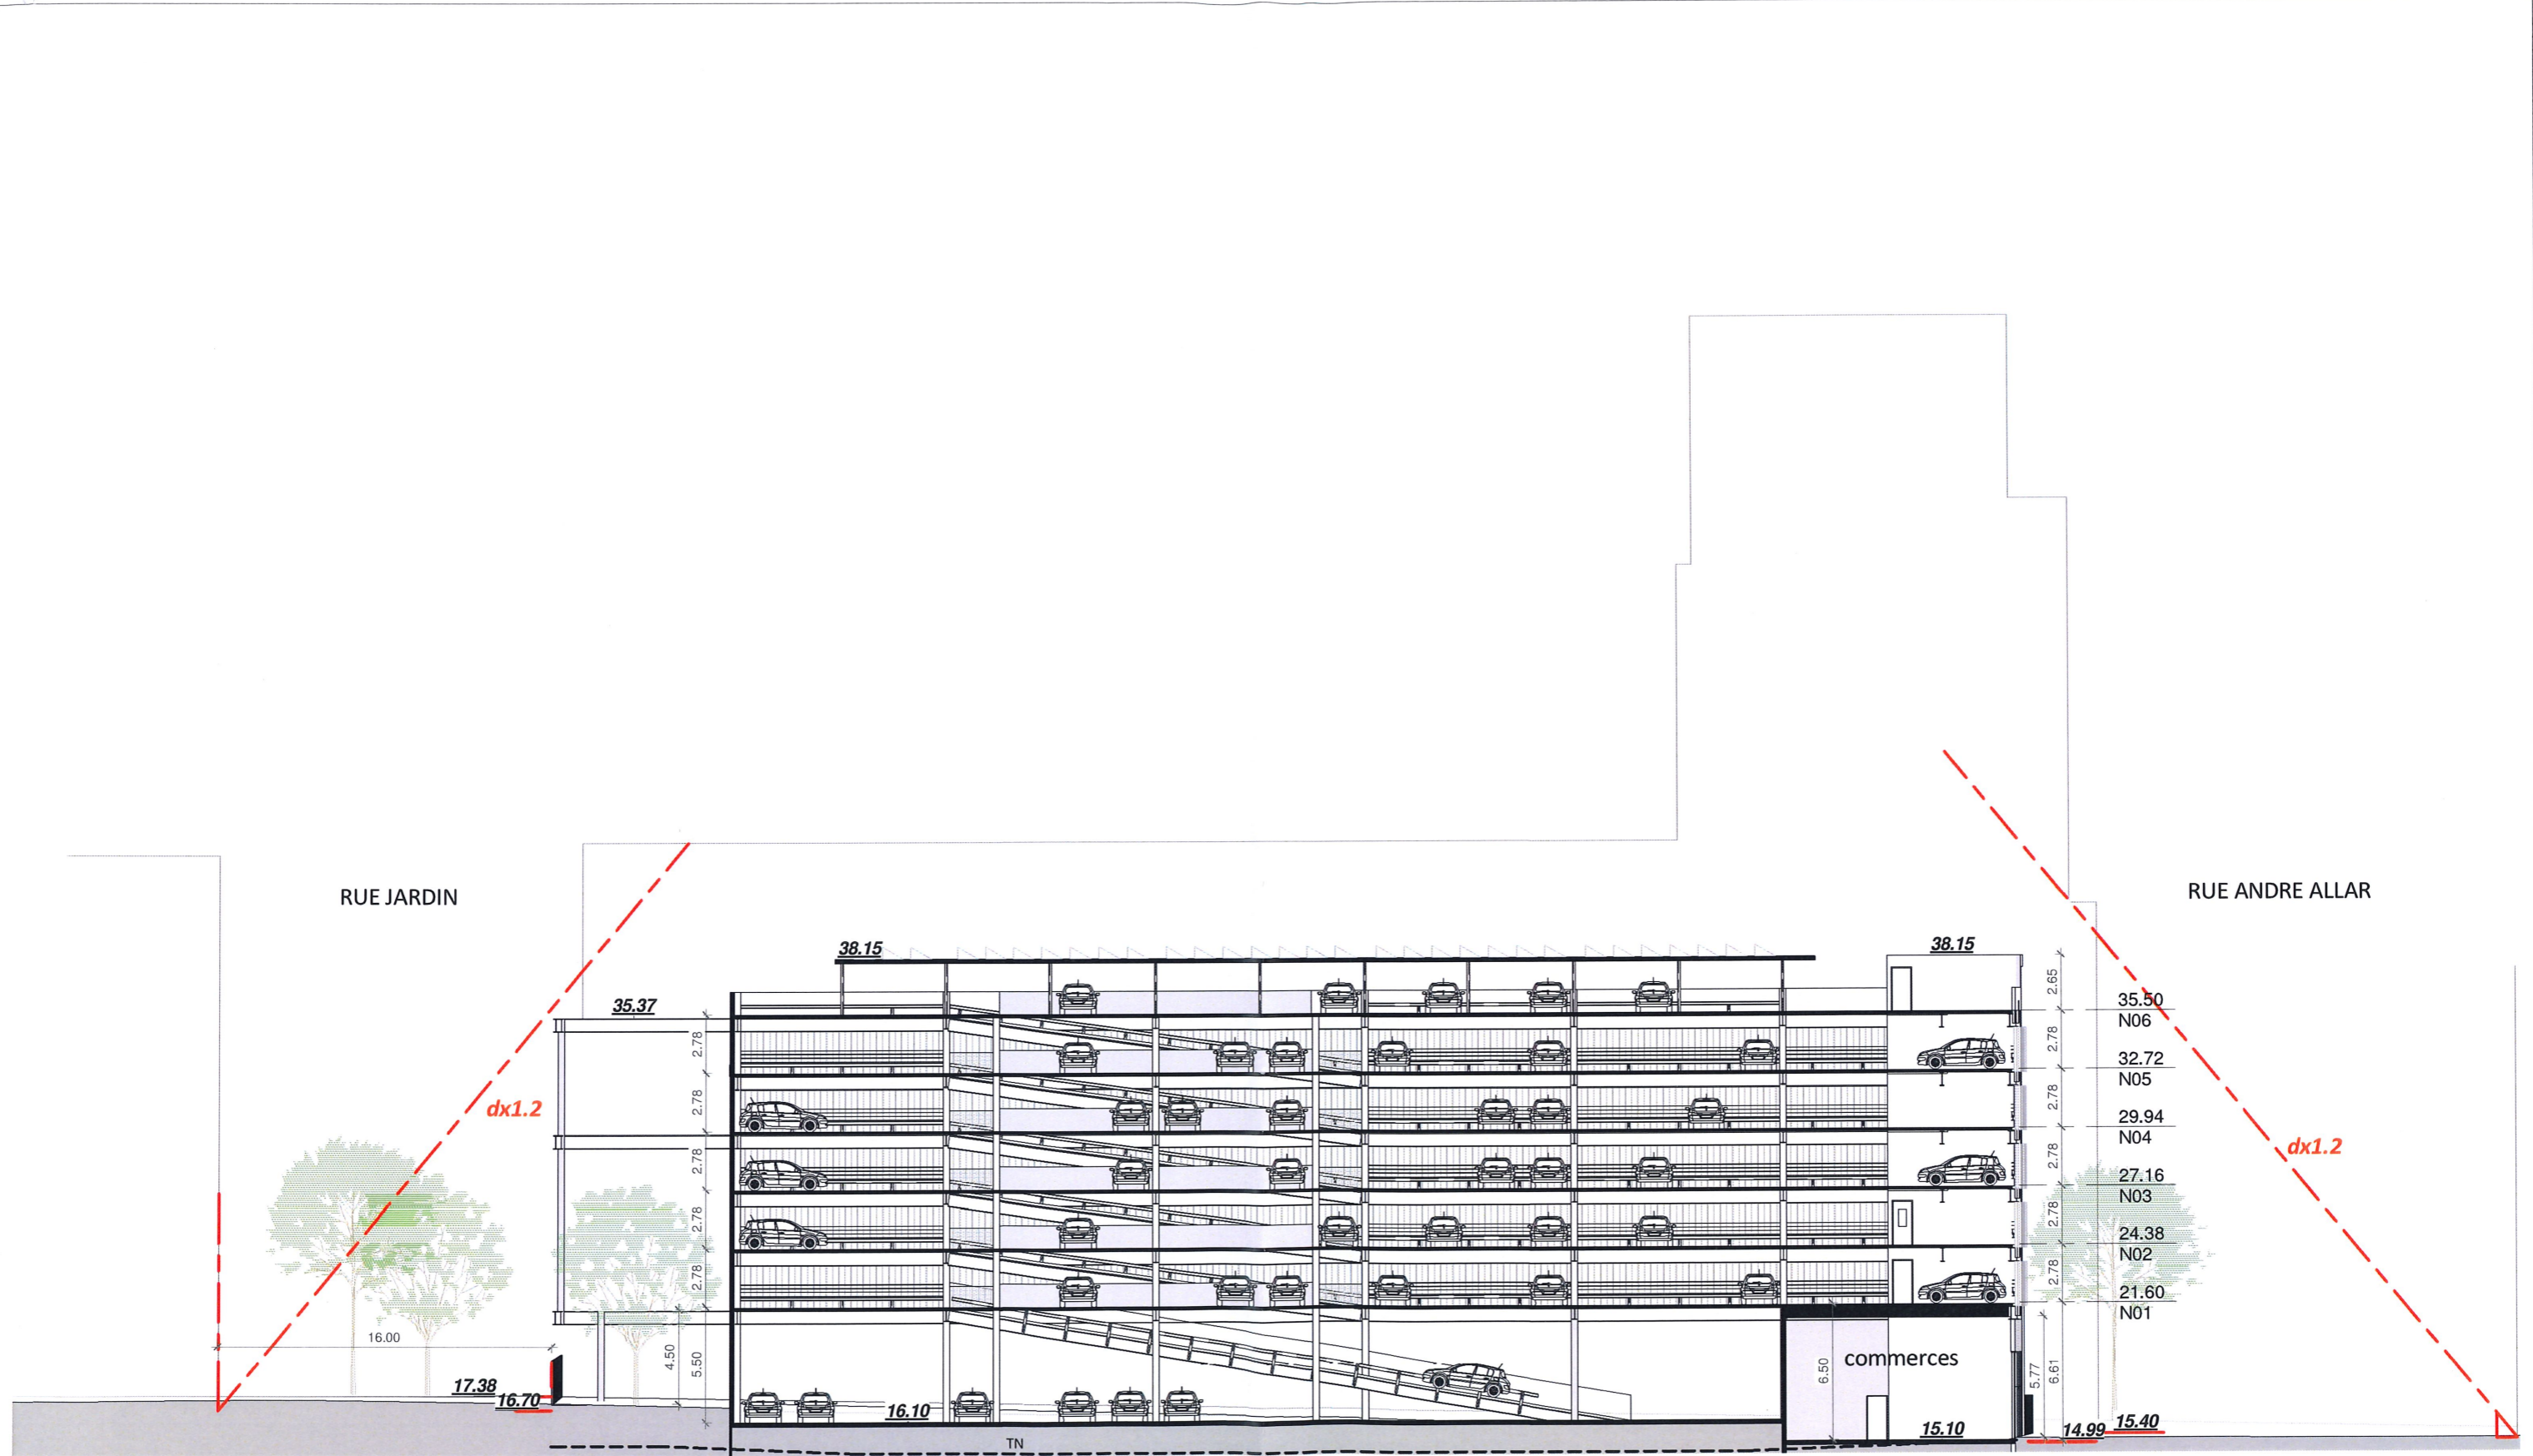 RUE JARDIN
RUE ANDRE ALLAR
38.15
38.15
35.37
2.65
35.50
N06
2.78
2.78
32.72
N05
2.78
2.78
29.94
N04
dx1.2
dx1.2
2.78
2.78
27.16
N03
2.78
2.78
24.38
N02
2.78
2.78
21.60
N01
16.00
4.50
5.50
6.50
commerces
5.77
6.61
17.38
16.70
16.10
15.10
14.99
15.40
TN